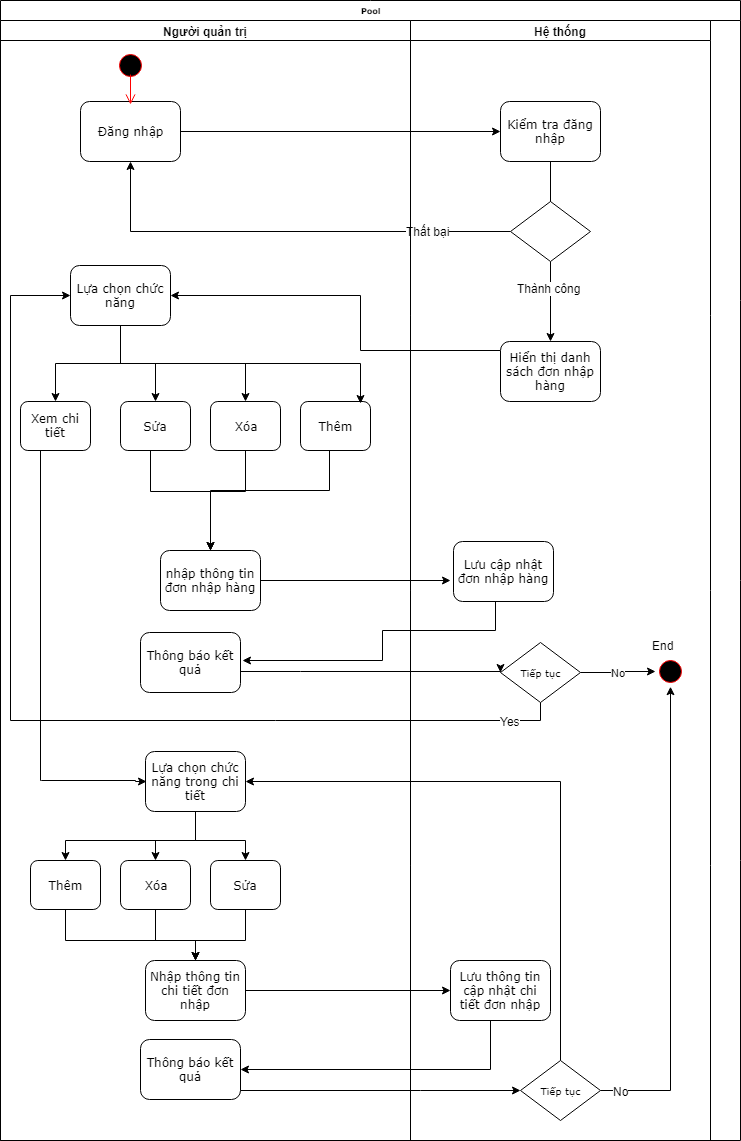 Pool
Người quản trị
Hệ thống
Đăng nhập
Kiểm tra đăng
nhập
Thất bại
Thành công
Lựa chọn chức
năng
Hiển thị danh
sách đơn nhập
hàng
Xem chi
tiết
Sửa
Xóa
Thêm
nhập thông tin
đơn nhập hàng
Lưu cập nhật
đơn nhập hàng
Thông báo kết
quả
Tiếp tục
No
End
Yes
Lựa chọn chức
năng trong chi
tiết
Thêm
Xóa
Sửa
Nhập thông tin
chi tiết đơn
nhập
Lưu thông tin
cập nhật chi
tiết đơn nhập
Thông báo kết
quả
Tiếp tục
No